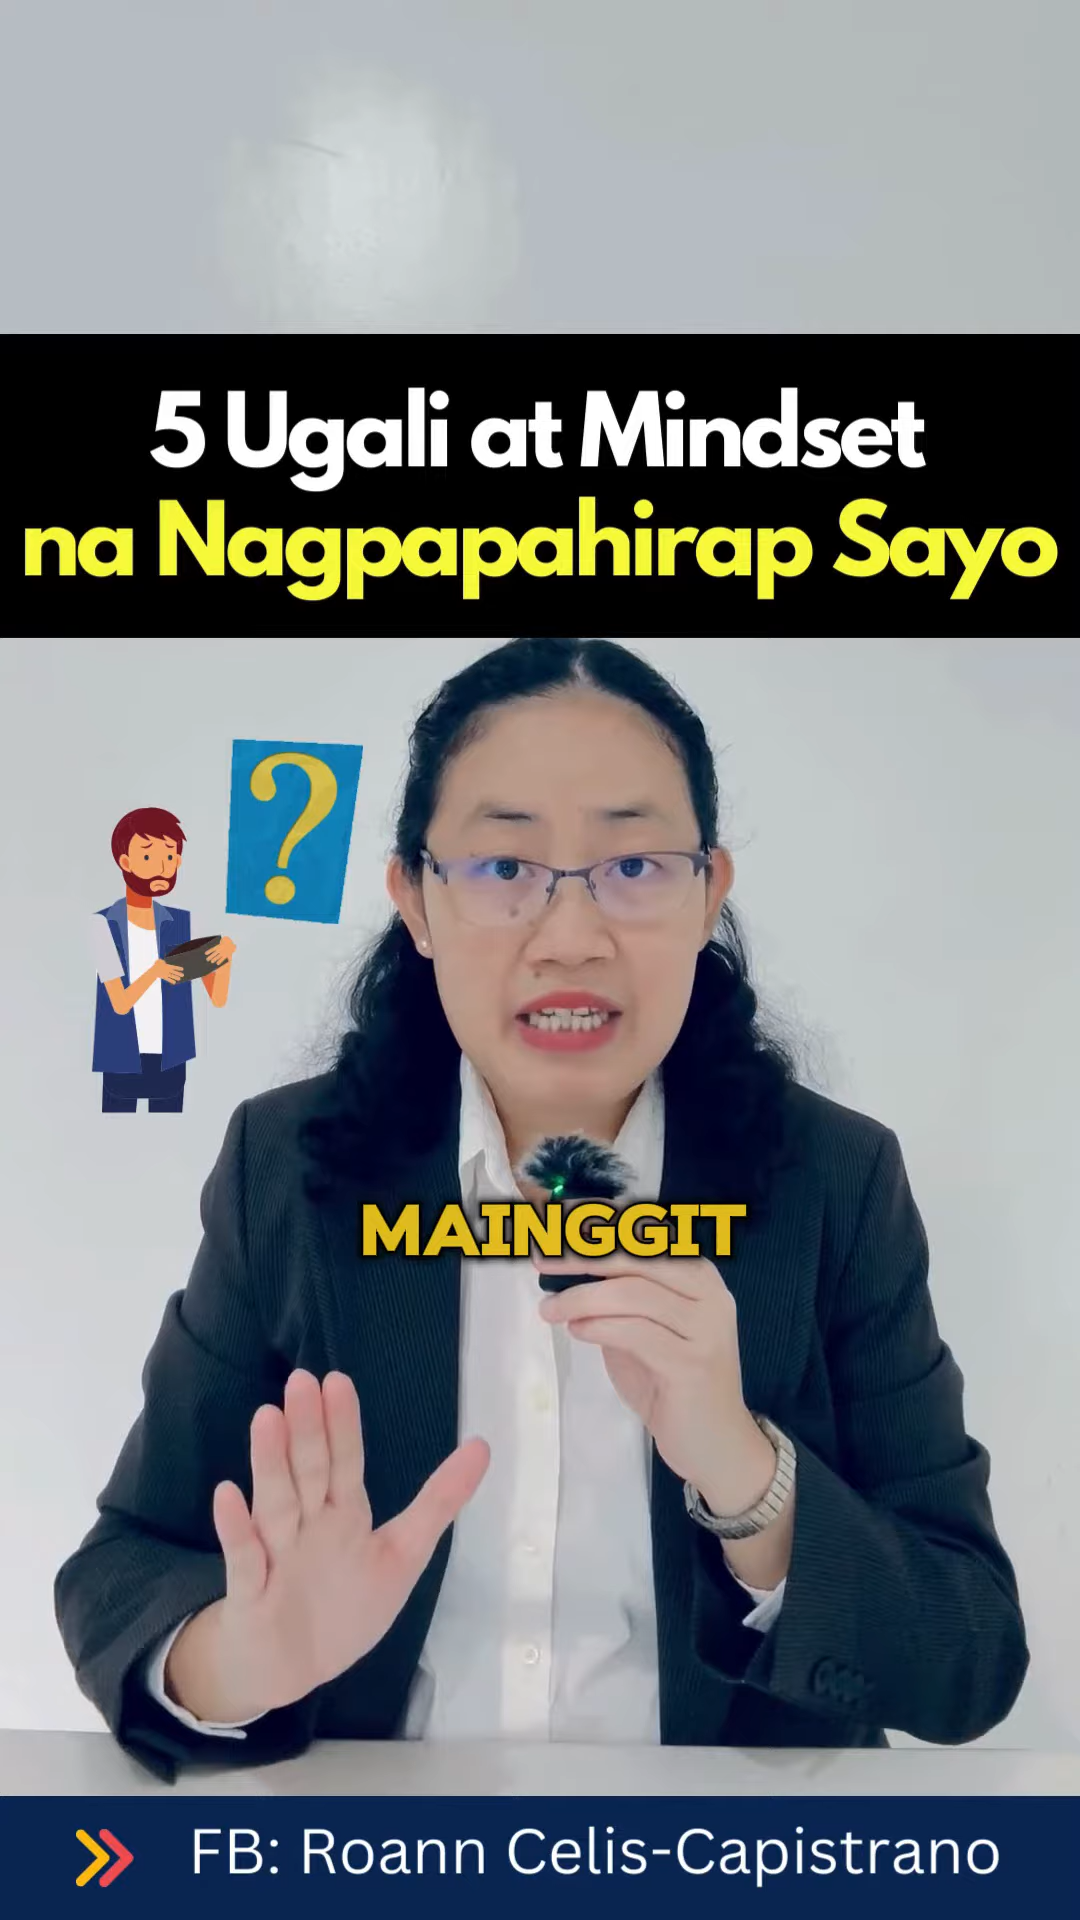 5 Ugali at Mindset
na Nagpapahirap Sayo
?
MAINGGIT
FB: Roann Celis-Capistrano